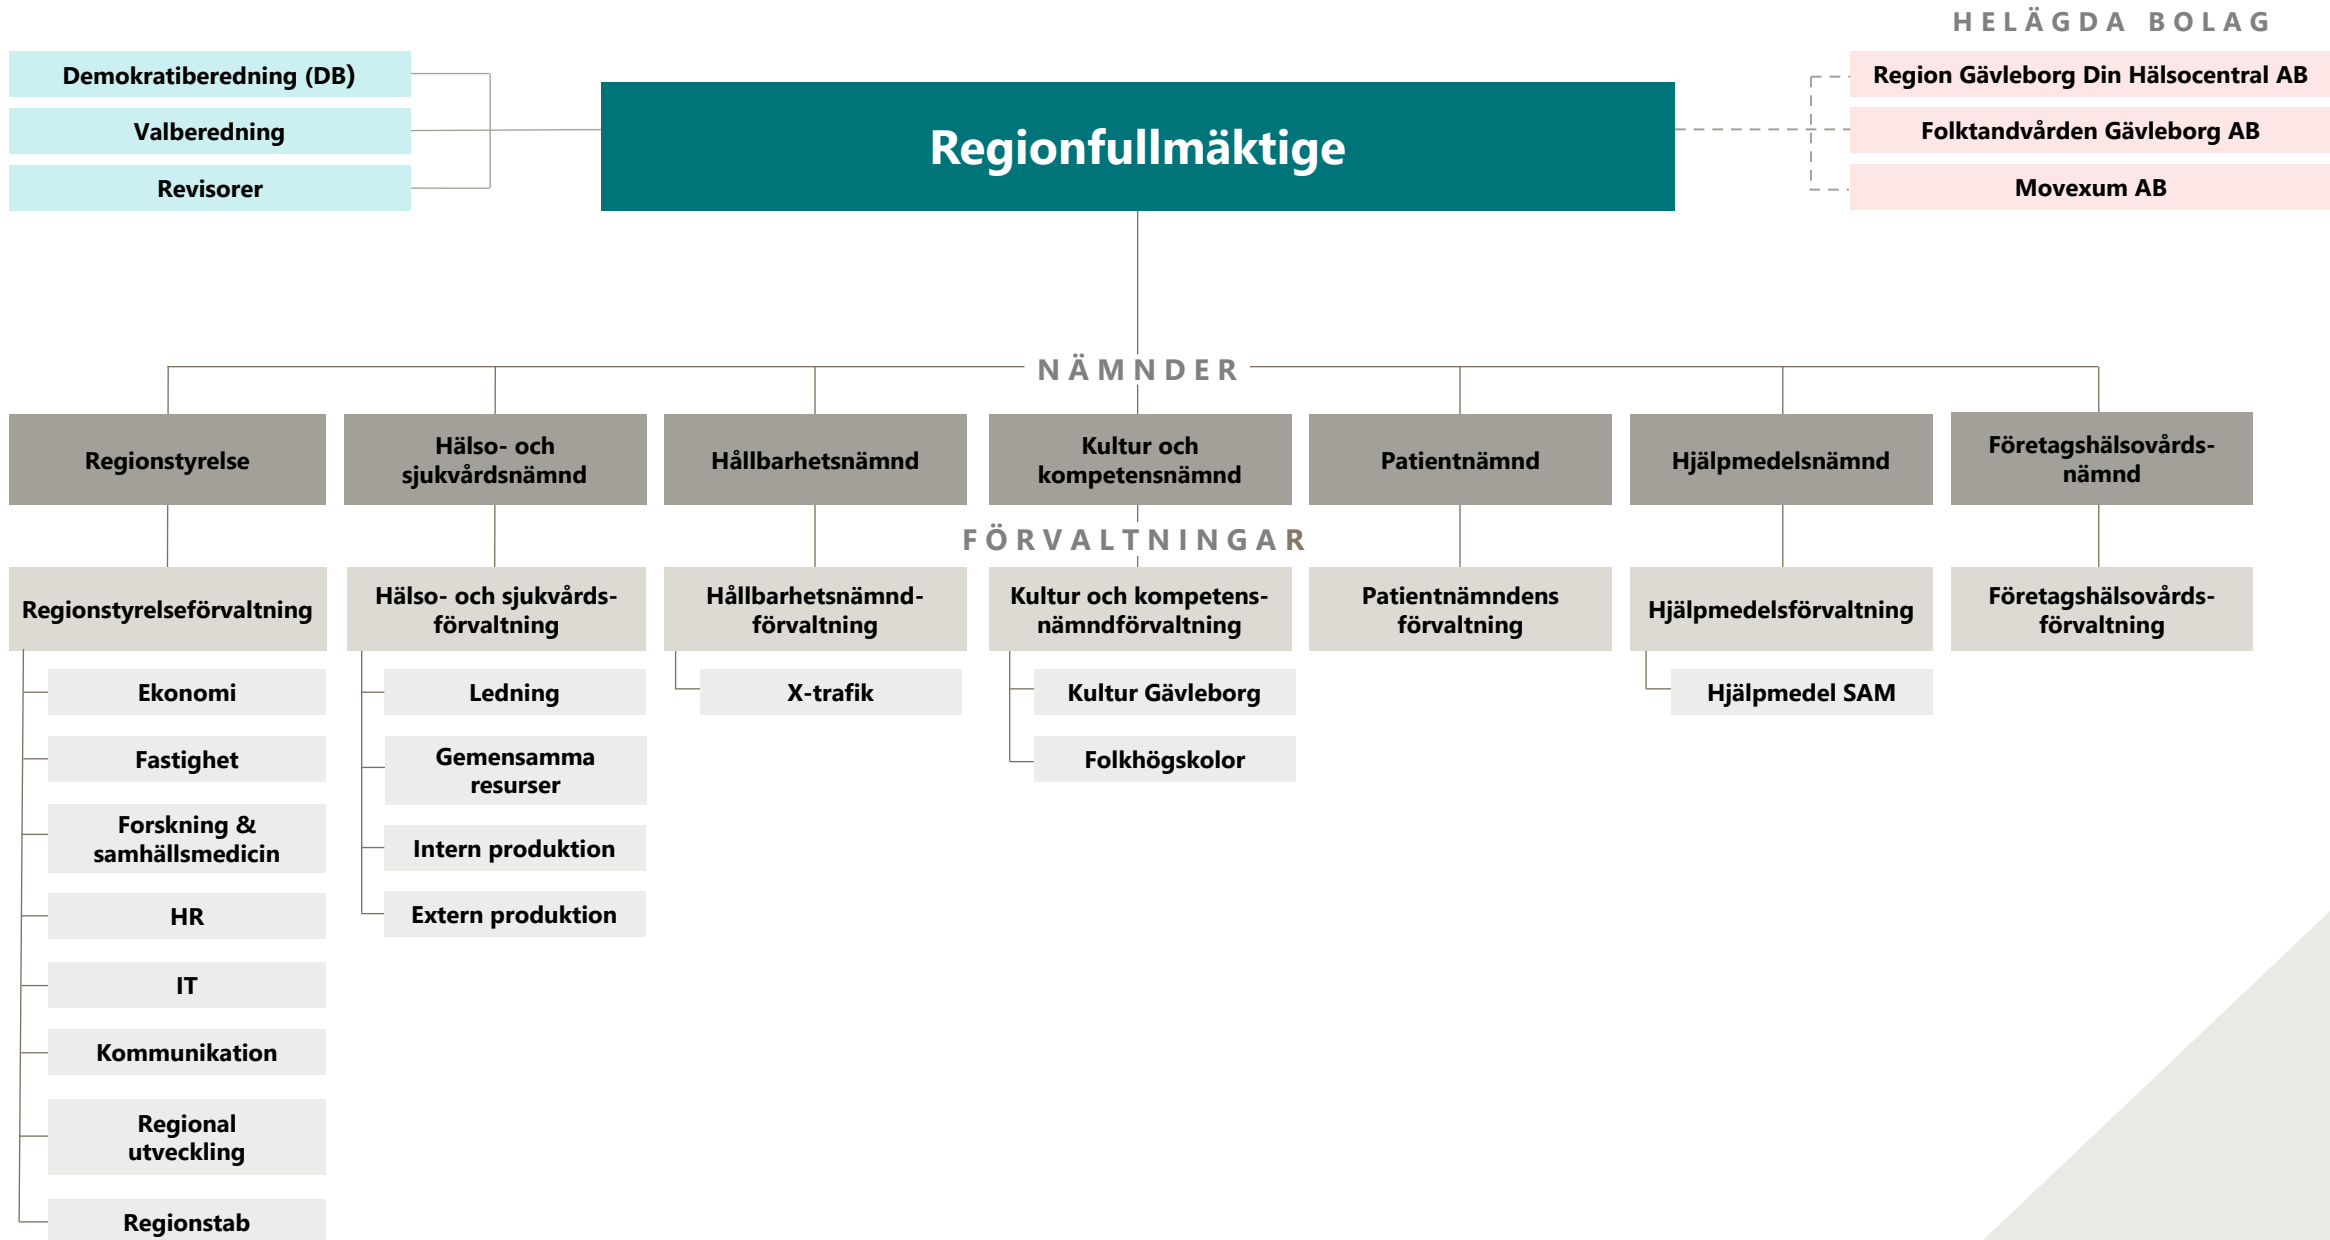 HELÄGDA BOLAG
Demokratiberedning (DB)
Valberedning
Revisorer
Regionfullmäktige
Region Gävleborg Din Hälsocentral AB
Folktandvården Gävleborg AB
Movexum AB
NÄMNDER
Regionstyrelse
Hälso- och
sjukvårdsnämnd
Hållbarhetsnämnd
Kultur och
kompetensnämnd
Patientnämnd
Hjälpmedelsnämnd
Företagshälsovårds-
nämnd
FÖRVALTNINGAR
Regionstyrelseförvaltning
Hälso- och sjukvårds-
förvaltning
Hållbarhetsnämnd-
förvaltning
Kultur och kompetens-
nämndförvaltning
Patientnämndens
förvaltning
Hjälpmedelsförvaltning
Företagshälsovårds-
förvaltning
Ekonomi
Fastighet
Forskning &
samhällsmedicin
HR
IT
Kommunikation
Regional
utveckling
Regionstab
Ledning
Gemensamma
resurser
Intern produktion
Extern produktion
X-trafik
Kultur Gävleborg
Folkhögskolor
Hjälpmedel SAM